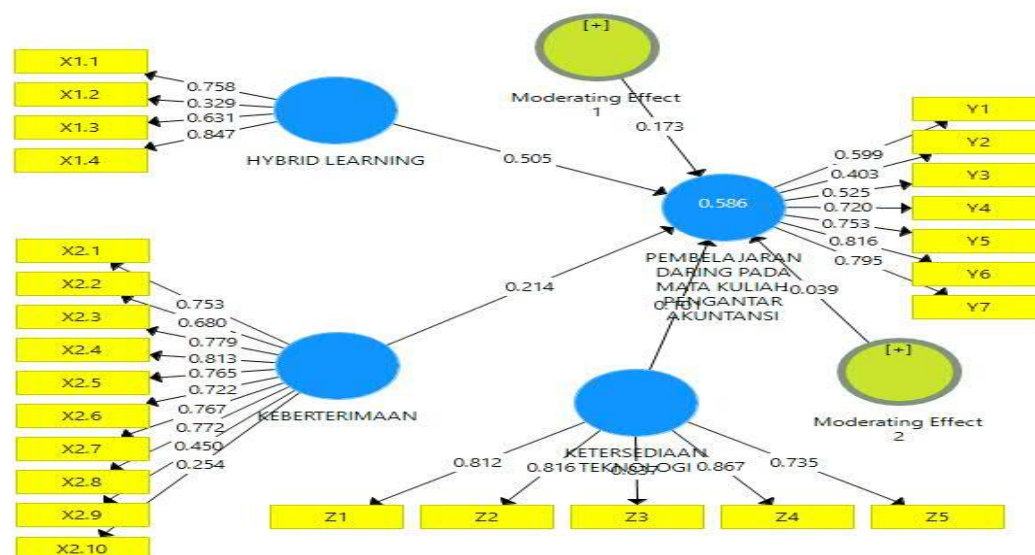 X1.1
X1.2
X1.3
X1.4
0.758
0.329
0.631
0.847
HYBRID LEARNING
[+]
Moderating Effect
1
0.173
0.505
X2.1
X2.2
X2.3
X2.4
X2.5
X2.6
X2.7
X2.8
X2.9
X2.10
0.753
0.680
0.779
0.813
0.765
0.722
0.767
0.772
0.450
0.254
KEBERTERIMAAN
0.214
0.586
PEMBELAJARAN
DARING PADA
MATA KULIAH
PENGANTAR
AKUNTANSI
0.101
0.599
0.403
0.525
0.720
0.753
0.816
0.795
Y1
Y2
Y3
Y4
Y5
Y6
Y7
0.039
[+]
Moderating Effect
2
KETERSEDIAAN
TEKNOLOGI
0.812
0.816
0.837
0.867
0.735
Z1
Z2
Z3
Z4
Z5